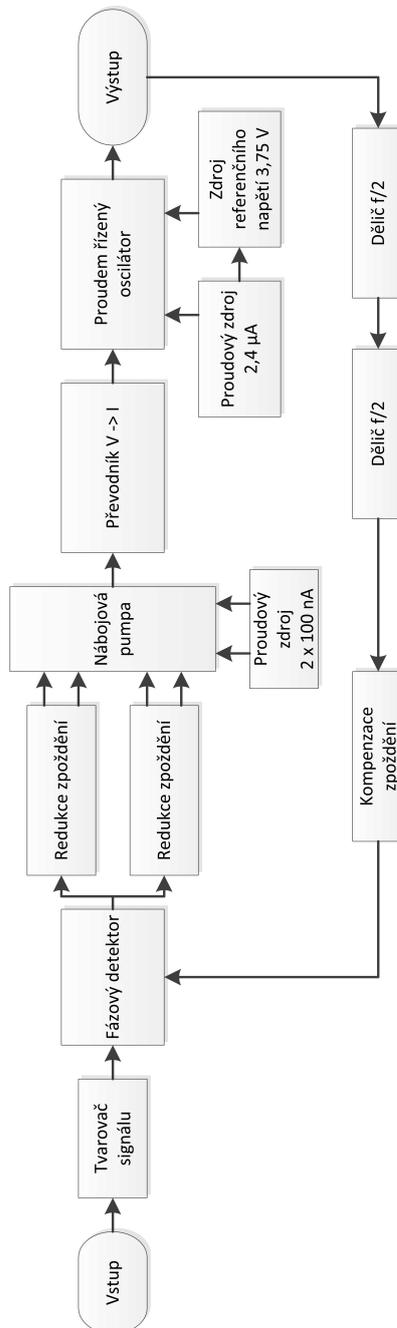 Vstup
Tvarovač
signálu
Fázový detektor
Redukce zpoždění
Redukce zpoždění
Nábojová
pumpa
Proudový
zdroj
2 x 100 nA
Převodník V -> I
Proudem řízený
oscilátor
Proudový zdroj
2,4 µA
Zdroj
referenčního
napětí 3,75 V
Výstup
Dělič f/2
Dělič f/2
Kompenzace
zpoždění